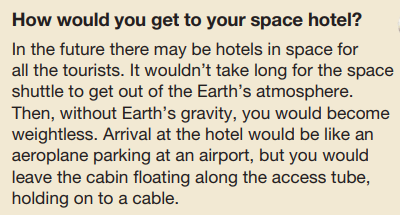 How would you get to your space hotel?
In the future there may be hotels in space for
all the tourists. It wouldn't take long for the space
shuttle to get out of the Earth's atmosphere.
Then, without Earth's gravity, you would become
weightless. Arrival at the hotel would be like an
aeroplane parking at an airport, but you would
leave the cabin floating along the access tube,
holding on to a cable.